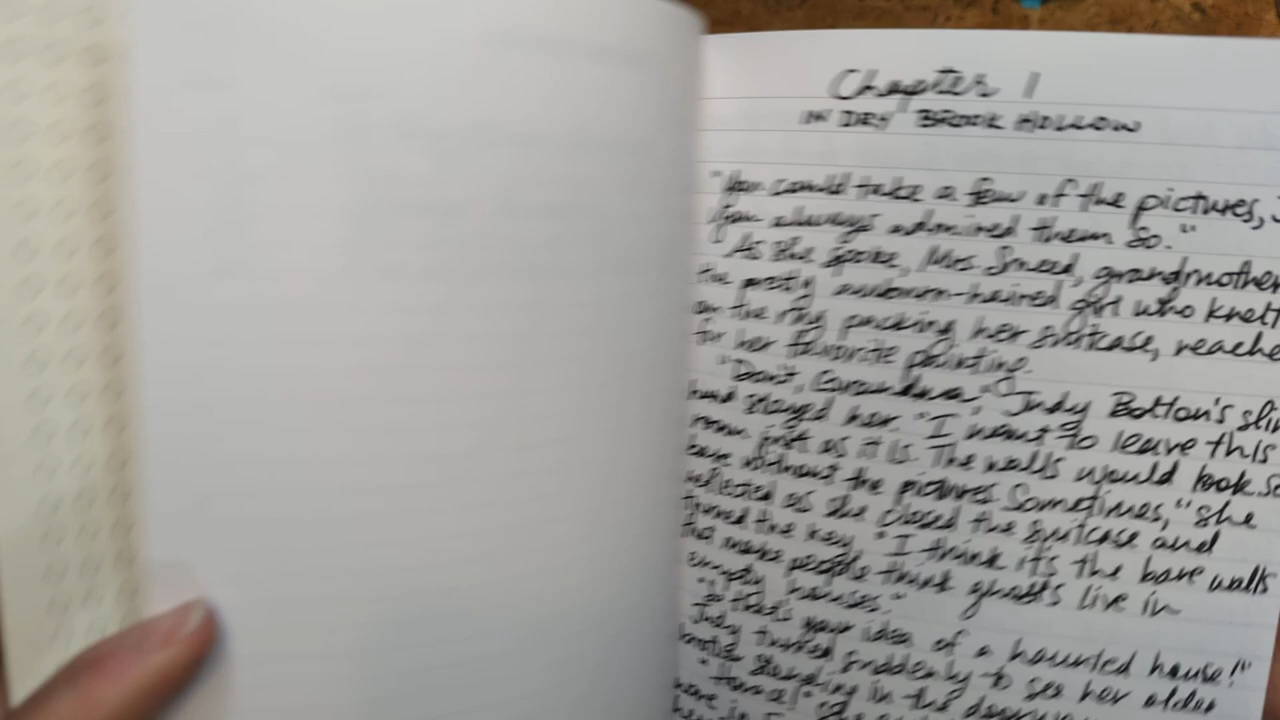 Chapter 1
IN DRY BROOK HOLLOW
"You could take a few of the pictures,
You always admired them so."
As she spoke, Mrs. Smeed, grandmother
the pretty auburn-haired girl who knelt
on the rug packing her suitcase, reache
for her favorite painting.
"Don't, Grandma," Judy Bolton's slim
hand stayed her. "I want to leave this
room just as it is. The walls would look so
bare without the pictures. Sometimes," she
reflected as she closed the suitcase and
turned the key "I think it's the bare walls
that make people think ghosts live in
empty houses."
"So that's your idea of a haunted house!"
Judy turned suddenly to see her older
brother standing in the doorway
"Horace!"